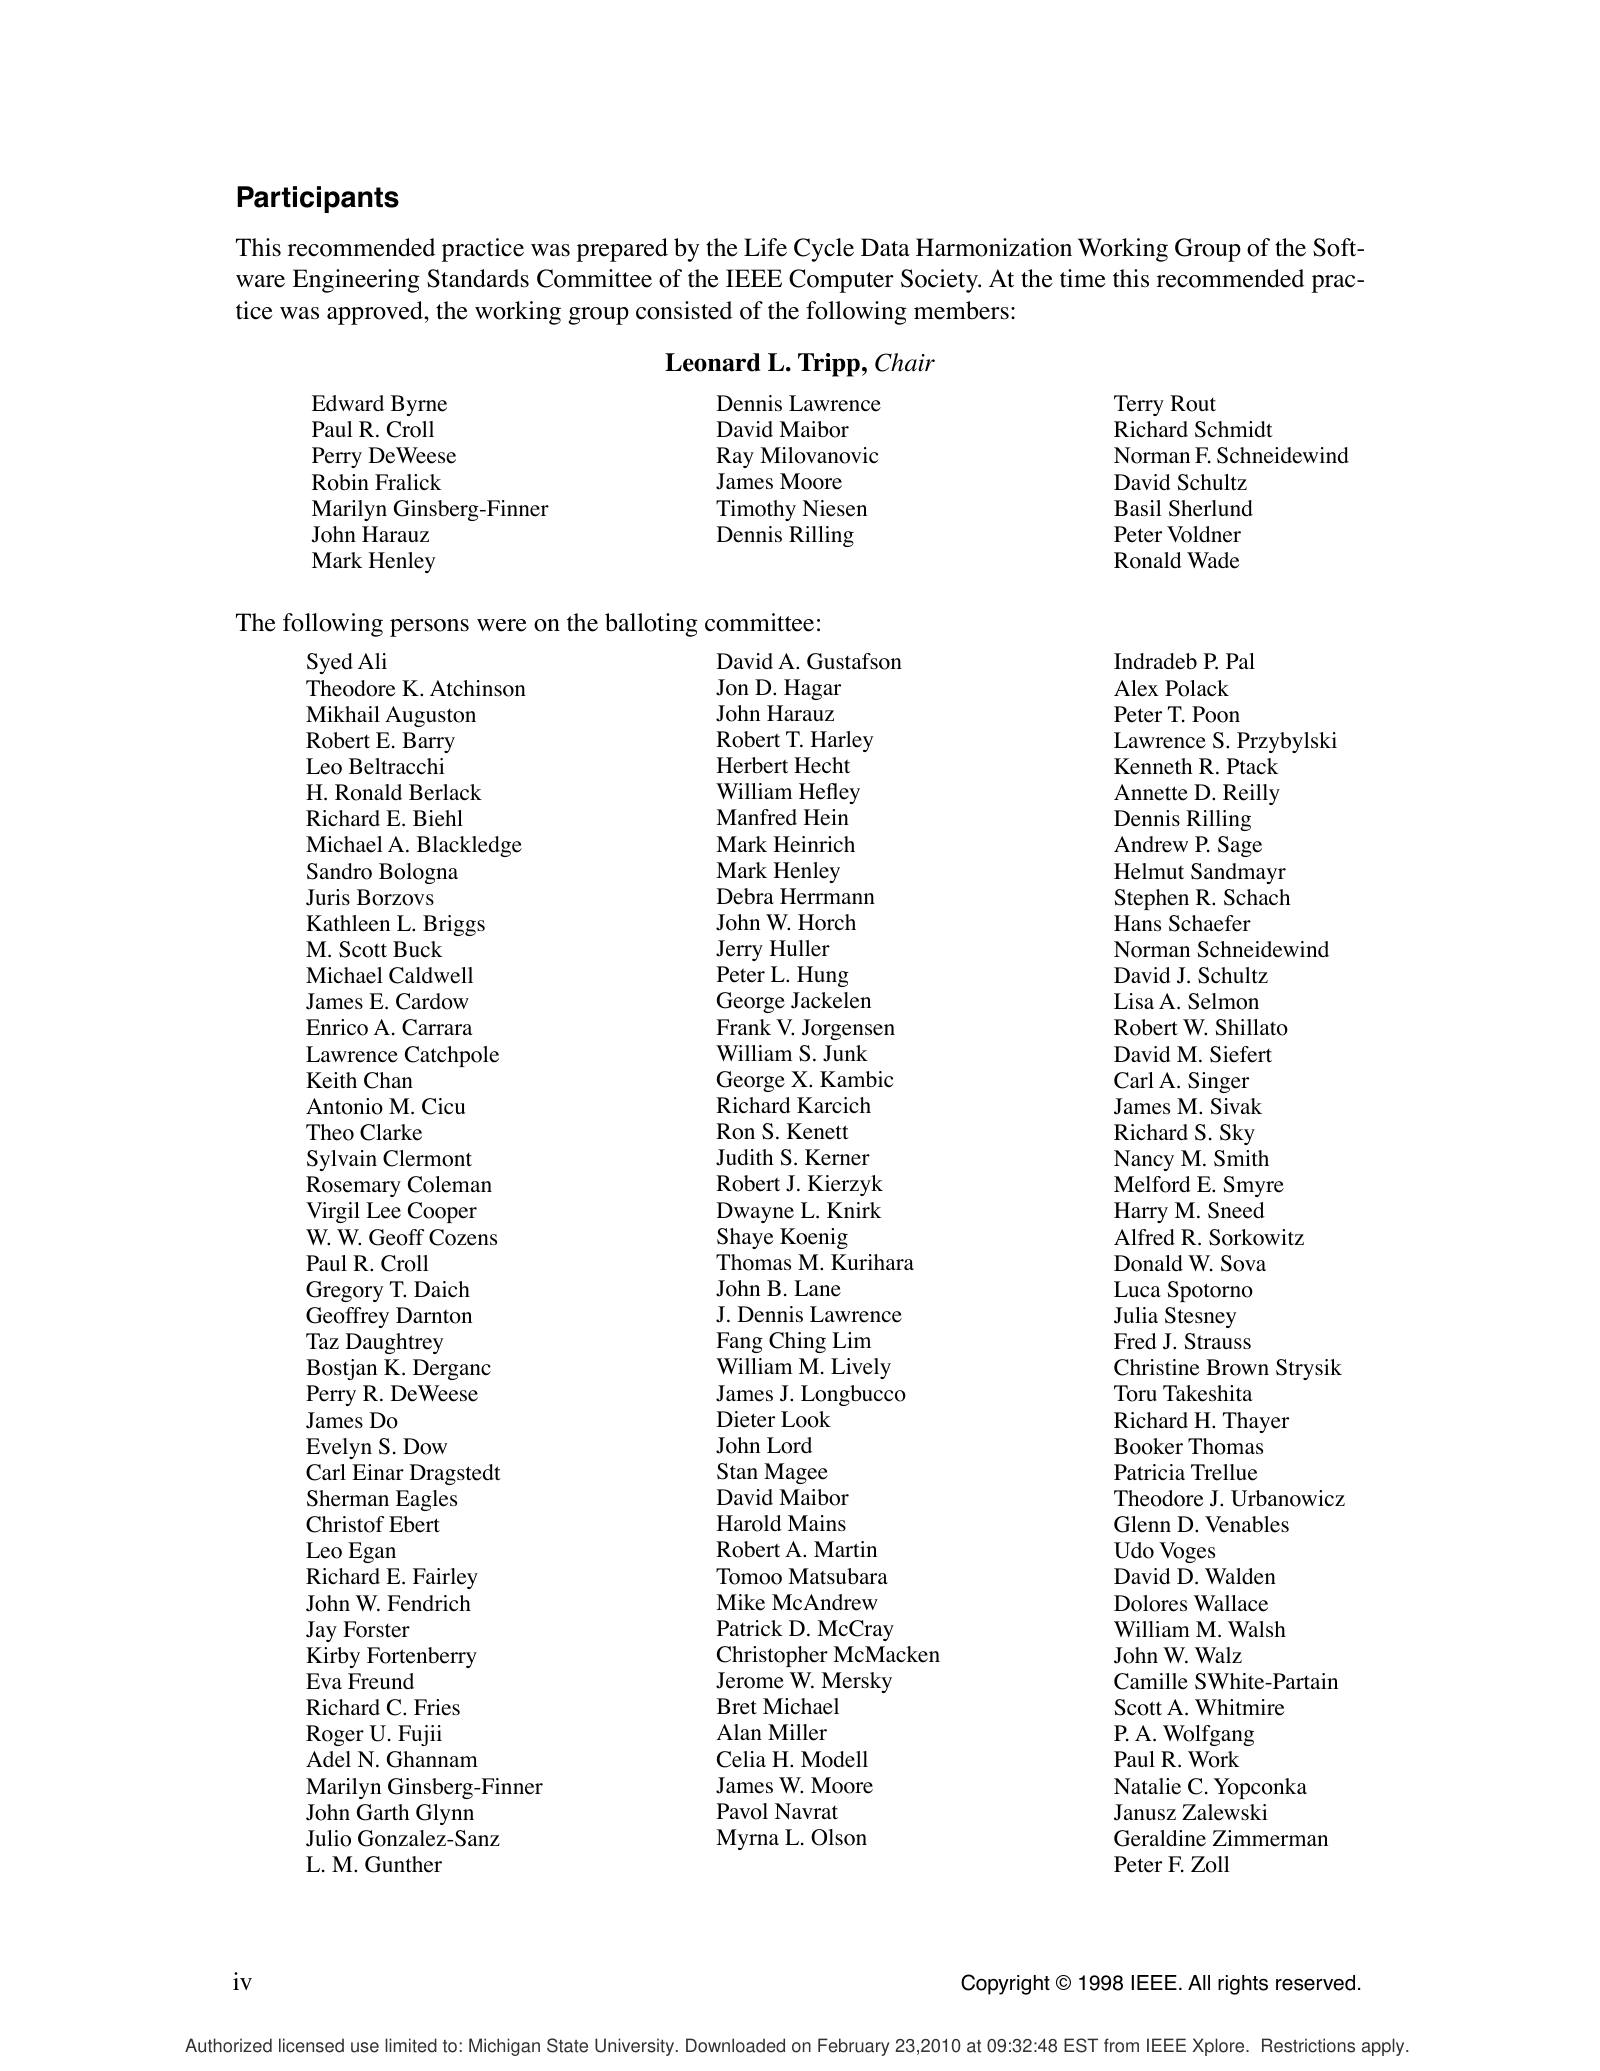 Participants
This recommended practice was prepared by the Life Cycle Data Harmonization Working Group of the Soft-
ware Engineering Standards Committee of the IEEE Computer Society. At the time this recommended prac-
tice was approved, the working group consisted of the following members:
Leonard L. Tripp, Chair
Edward Byrne
Paul R. Croll
Perry DeWeese
Robin Fralick
Marilyn Ginsberg-Finner
John Harauz
Mark Henley
Dennis Lawrence
David Maibor
Ray Milovanovic
James Moore
Timothy Niesen
Dennis Rilling
Terry Rout
Richard Schmidt
Norman F. Schneidewind
David Schultz
Basil Sherlund
Peter Voldner
Ronald Wade
The following persons were on the balloting committee:
Syed Ali
Theodore K. Atchinson
Mikhail Auguston
Robert E. Barry
Leo Beltracchi
H. Ronald Berlack
Richard E. Biehl
Michael A. Blackledge
Sandro Bologna
Juris Borzovs
Kathleen L. Briggs
M. Scott Buck
Michael Caldwell
James E. Cardow
Enrico A. Carrara
Lawrence Catchpole
Keith Chan
Antonio M. Cicu
Theo Clarke
Sylvain Clermont
Rosemary Coleman
Virgil Lee Cooper
W. W. Geoff Cozens
Paul R. Croll
Gregory T. Daich
Geoffrey Darnton
Taz Daughtrey
Bostjan K. Derganc
Perry R. DeWeese
James Do
Evelyn S. Dow
Carl Einar Dragstedt
Sherman Eagles
Christof Ebert
Leo Egan
Richard E. Fairley
John W. Fendrich
Jay Forster
Kirby Fortenberry
Eva Freund
Richard C. Fries
Roger U. Fujii
Adel N. Ghannam
Marilyn Ginsberg-Finner
John Garth Glynn
Julio Gonzalez-Sanz
L. M. Gunther
David A. Gustafson
Jon D. Hagar
John Harauz
Robert T. Harley
Herbert Hecht
William Hefley
Manfred Hein
Mark Heinrich
Mark Henley
Debra Herrmann
John W. Horch
Jerry Huller
Peter L. Hung
George Jackelen
Frank V. Jorgensen
William S. Junk
George X. Kambic
Richard Karcich
Ron S. Kenett
Judith S. Kerner
Robert J. Kierzyk
Dwayne L. Knirk
Shaye Koenig
Thomas M. Kurihara
John B. Lane
J. Dennis Lawrence
Fang Ching Lim
William M. Lively
James J. Longbucco
Dieter Look
John Lord
Stan Magee
David Maibor
Harold Mains
Robert A. Martin
Tomoo Matsubara
Mike McAndrew
Patrick D. McCray
Christopher McMacken
Jerome W. Mersky
Bret Michael
Alan Miller
Celia H. Modell
James W. Moore
Pavol Navrat
Myrna L. Olson
Indradeb P. Pal
Alex Polack
Peter T. Poon
Lawrence S. Przybylski
Kenneth R. Ptack
Annette D. Reilly
Dennis Rilling
Andrew P. Sage
Helmut Sandmayr
Stephen R. Schach
Hans Schaefer
Norman Schneidewind
David J. Schultz
Lisa A. Selmon
Robert W. Shillato
David M. Siefert
Carl A. Singer
James M. Sivak
Richard S. Sky
Nancy M. Smith
Melford E. Smyre
Harry M. Sneed
Alfred R. Sorkowitz
Donald W. Sova
Luca Spotorno
Julia Stesney
Fred J. Strauss
Christine Brown Strysik
Toru Takeshita
Richard H. Thayer
Booker Thomas
Patricia Trellue
Theodore J. Urbanowicz
Glenn D. Venables
Udo Voges
David D. Walden
Dolores Wallace
William M. Walsh
John W. Walz
Camille SWhite-Partain
Scott A. Whitmire
P. A. Wolfgang
Paul R. Work
Natalie C. Yopconka
Janusz Zalewski
Geraldine Zimmerman
Peter F. Zoll
iv
Copyright © 1998 IEEE. All rights reserved.
Authorized licensed use limited to: Michigan State University. Downloaded on February 23,2010 at 09:32:48 EST from IEEE Xplore. Restrictions apply.